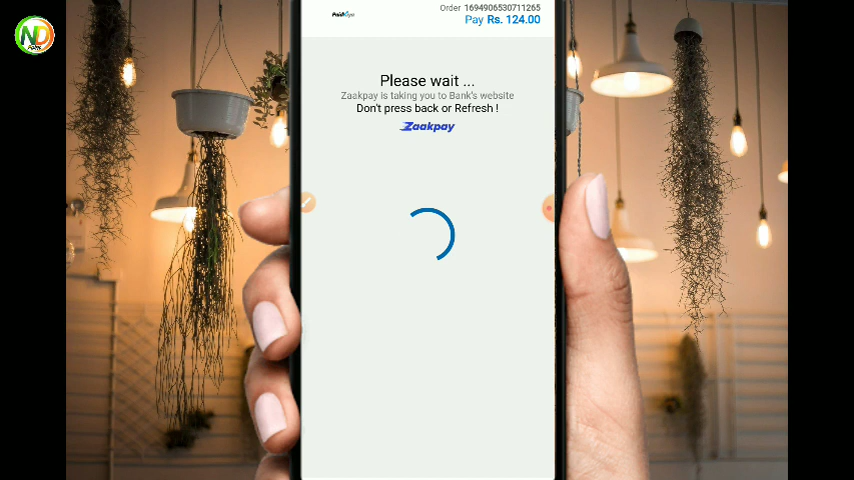 ND
Order 1694906530711265
Pay Rs. 124.00
Please wait ...
Zaakpay is taking you to Bank's website
Don't press back or Refresh !
Zaakpay